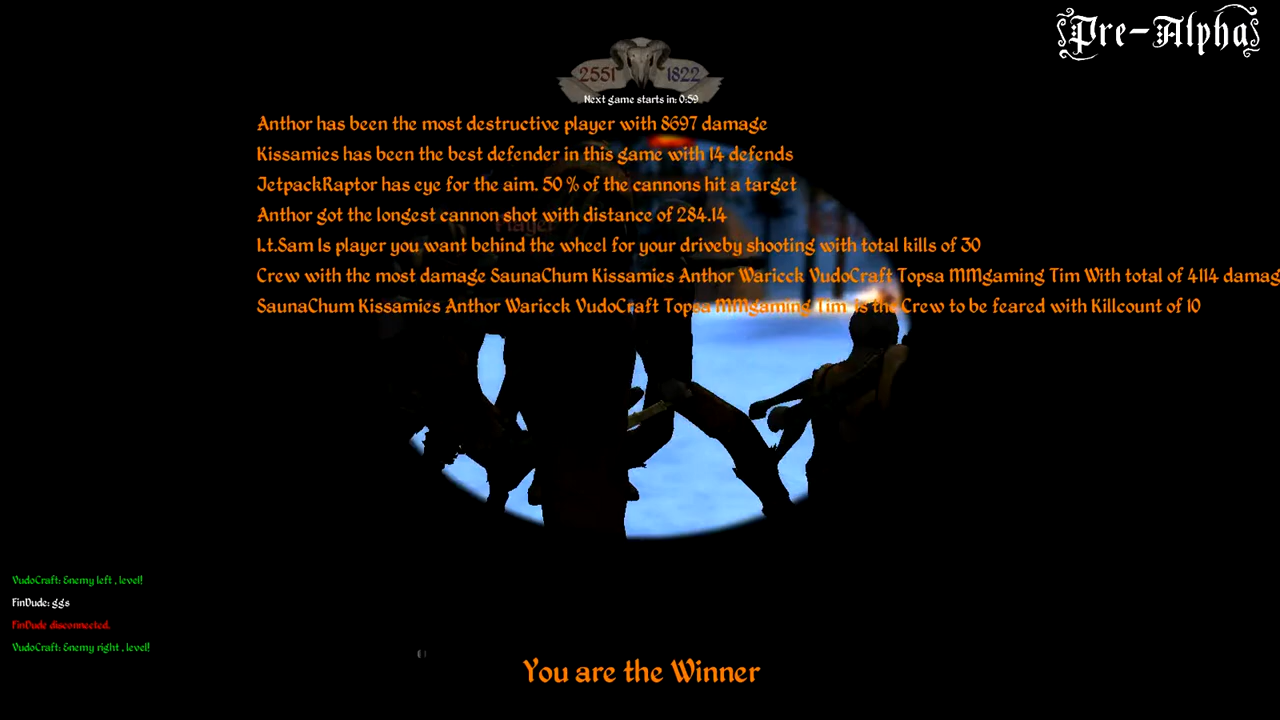 Pre-Alpha
2551 1822
Next game starts in: 0:59
Anthor has been the most destructive player with 8697 damage
Kissamies has been the best defender in this game with 14 defends
JetpackRaptor has eye for the aim. 50 % of the cannons hit a target
Anthor got the longest cannon shot with distance of 284.14
Player
Lt.Sam Is player you want behind the wheel for your driveby shooting with total kills of 30
Crew with the most damage SaunaChum Kissamies Anthor Waricck VudoCraft Topsa MMgaming Tim With total of 4114 damag
SaunaChum Kissamies Anthor Waricck VudoCraft Topsa MMgaming Tim is the Crew to be feared with Killcount of 10
VudoCraft: Enemy left , level!
FinDude: ggs
FinDude disconnected.
VudoCraft: Enemy right , level!
You are the Winner